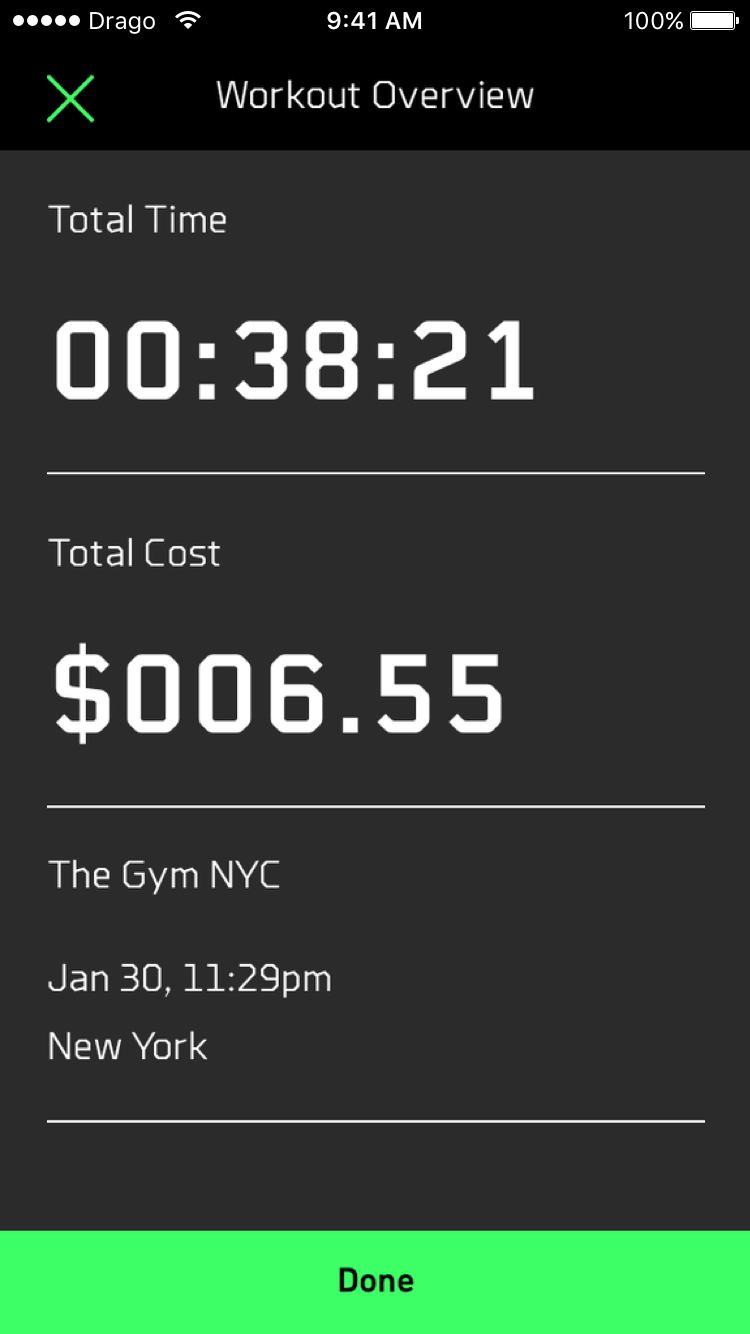 Drago 9:41 AM 100%
Workout Overview
Total Time
00:38:21
Total Cost
$006.55
The Gym NYC
Jan 30, 11:29pm
New York
Done